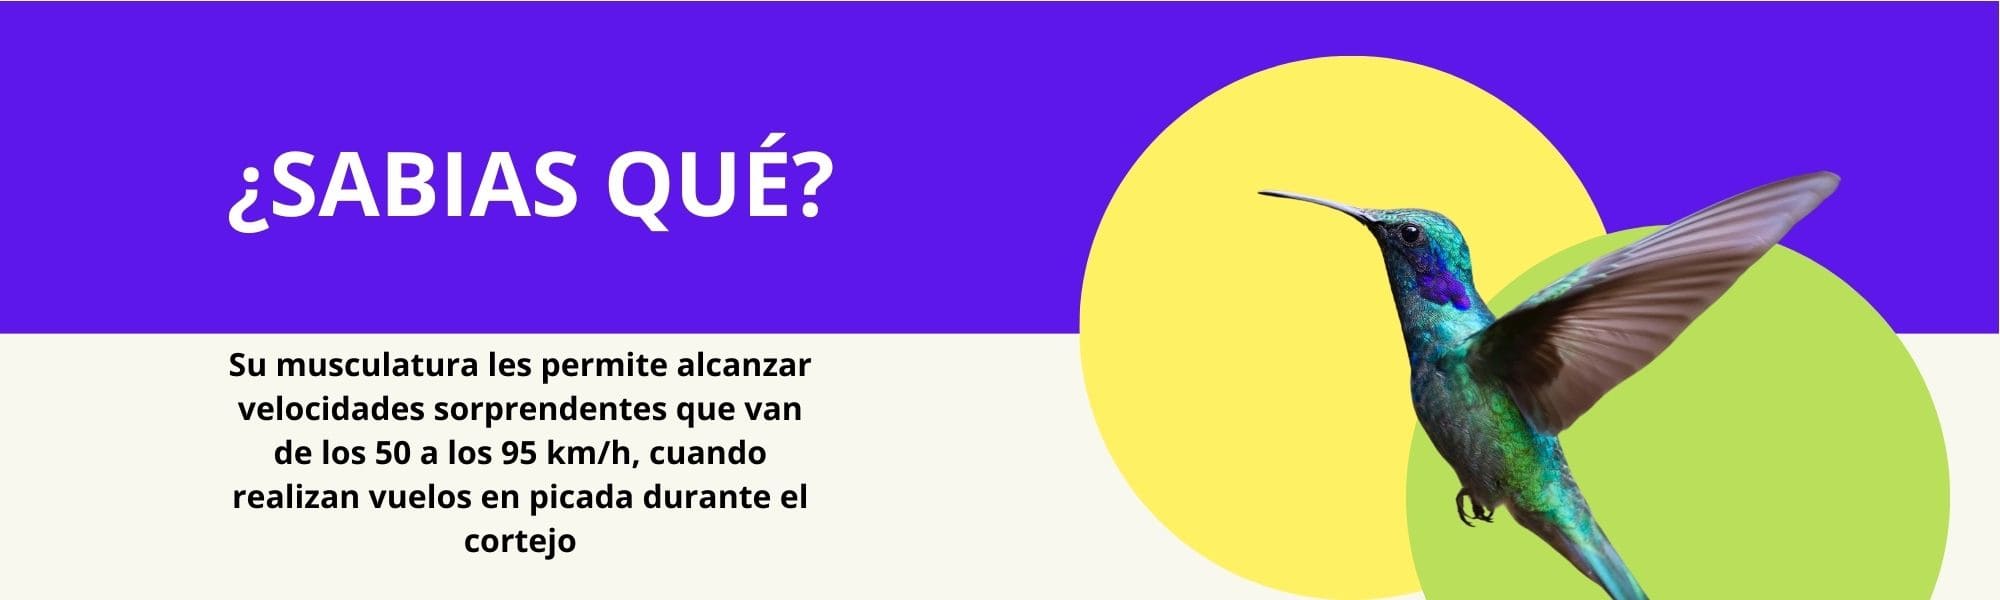 ¿SABIAS QUÉ?
Su musculatura les permite alcanzar
velocidades sorprendentes que van
de los 50 a los 95 km/h, cuando
realizan vuelos en picada durante el
cortejo